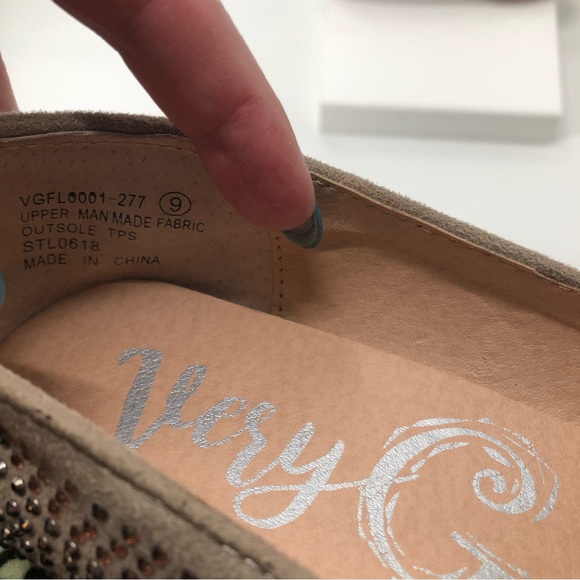 VGFL0001-277 9
UPPER MAN MADE FABRIC
OUTSOLE TPS
STL0618
MADE IN CHINA
Very G